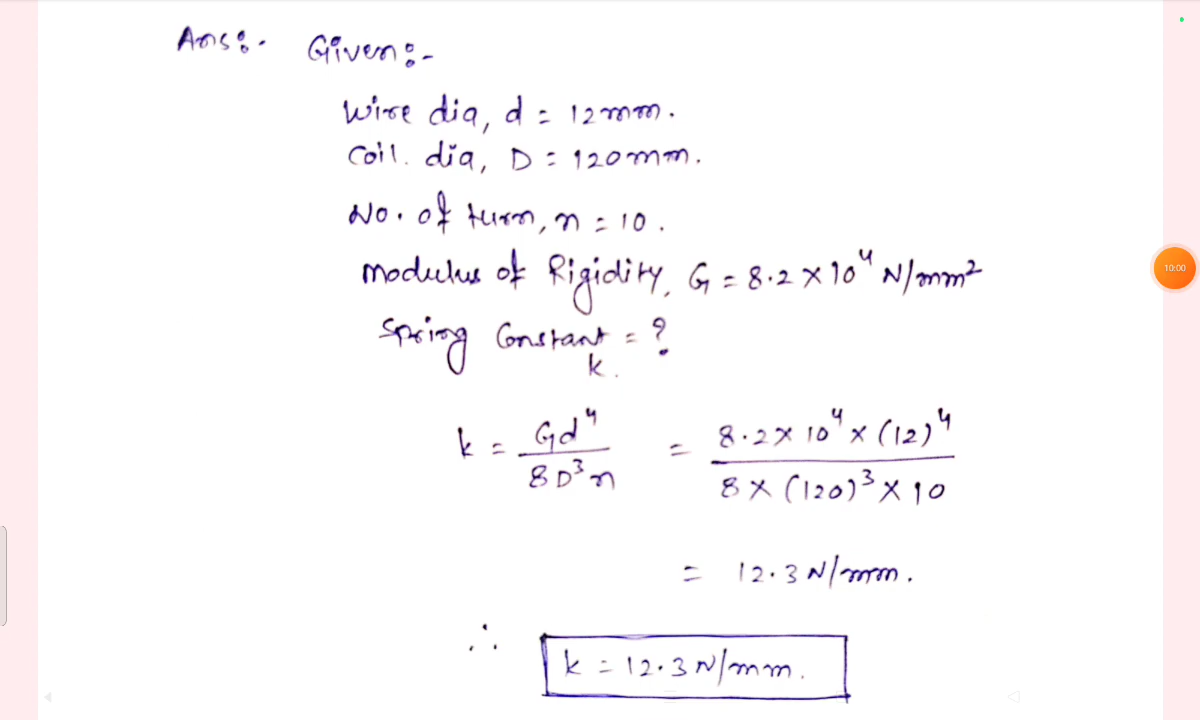 Ans:- Given:-
Wire dia, d = 12mm.
Coil. dia, D = 120mm.
No. of turn, n = 10.
Modulus of Rigidity, G = 8.2 × 10⁴ N/mm²
Spring Constant = ?
k.
k = Gd⁴ / 8D³n = 8.2 × 10⁴ × (12)⁴ / 8 × (120)³ × 10
= 12.3 N/mm.
∴ k = 12.3 N/mm.
10:00